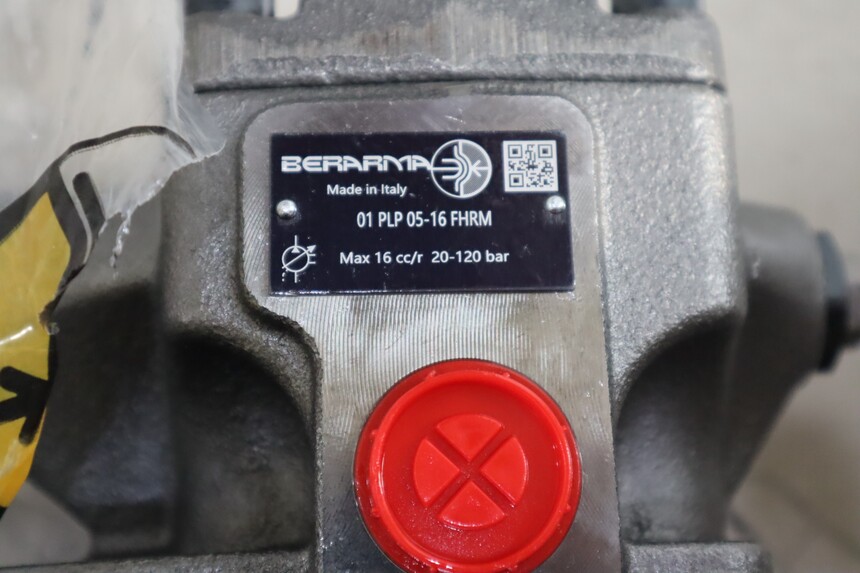 BERARMA
Made in Italy
01 PLP 05-16 FHRM
Max 16 cc/r 20-120 bar